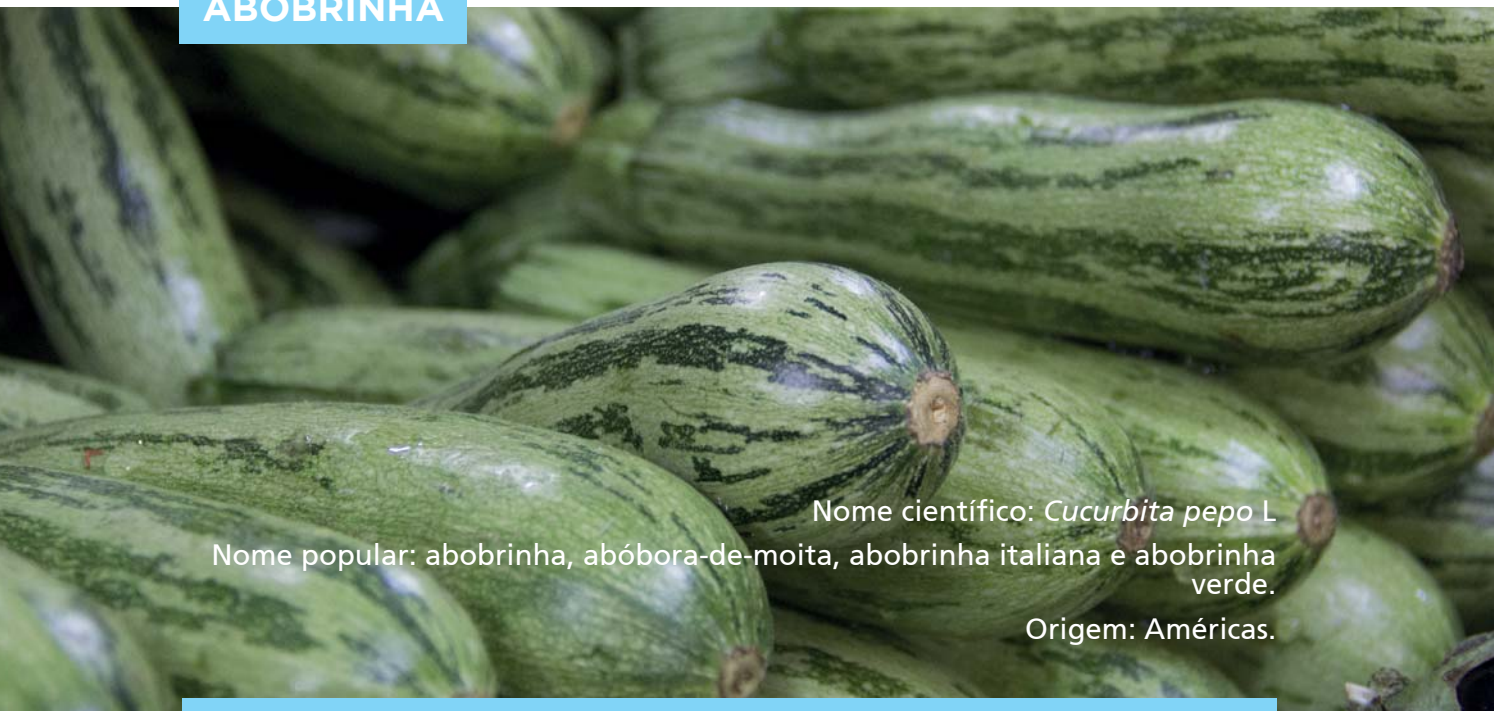 ABOBRINHA
Nome científico: Cucurbita pepo L
Nome popular: abobrinha, abóbora-de-moita, abobrinha italiana e abobrinha
verde.
Origem: Américas.